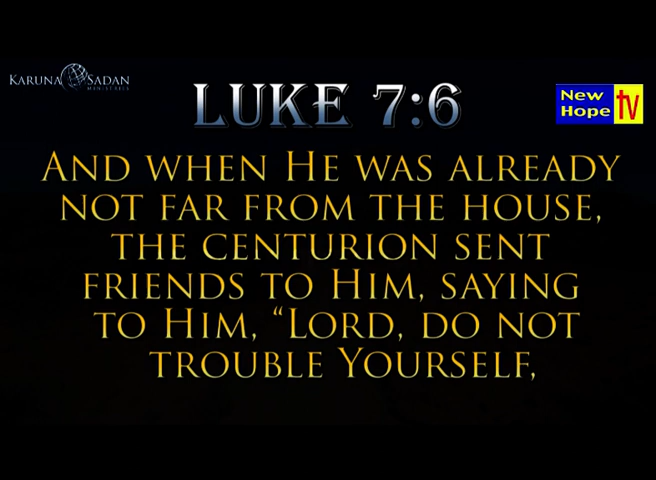 KARUNA SADAN
MINISTRIES
LUKE 7:6
New
Hope tv
AND WHEN HE WAS ALREADY
NOT FAR FROM THE HOUSE,
THE CENTURION SENT
FRIENDS TO HIM, SAYING
TO HIM, “LORD, DO NOT
TROUBLE YOURSELF,